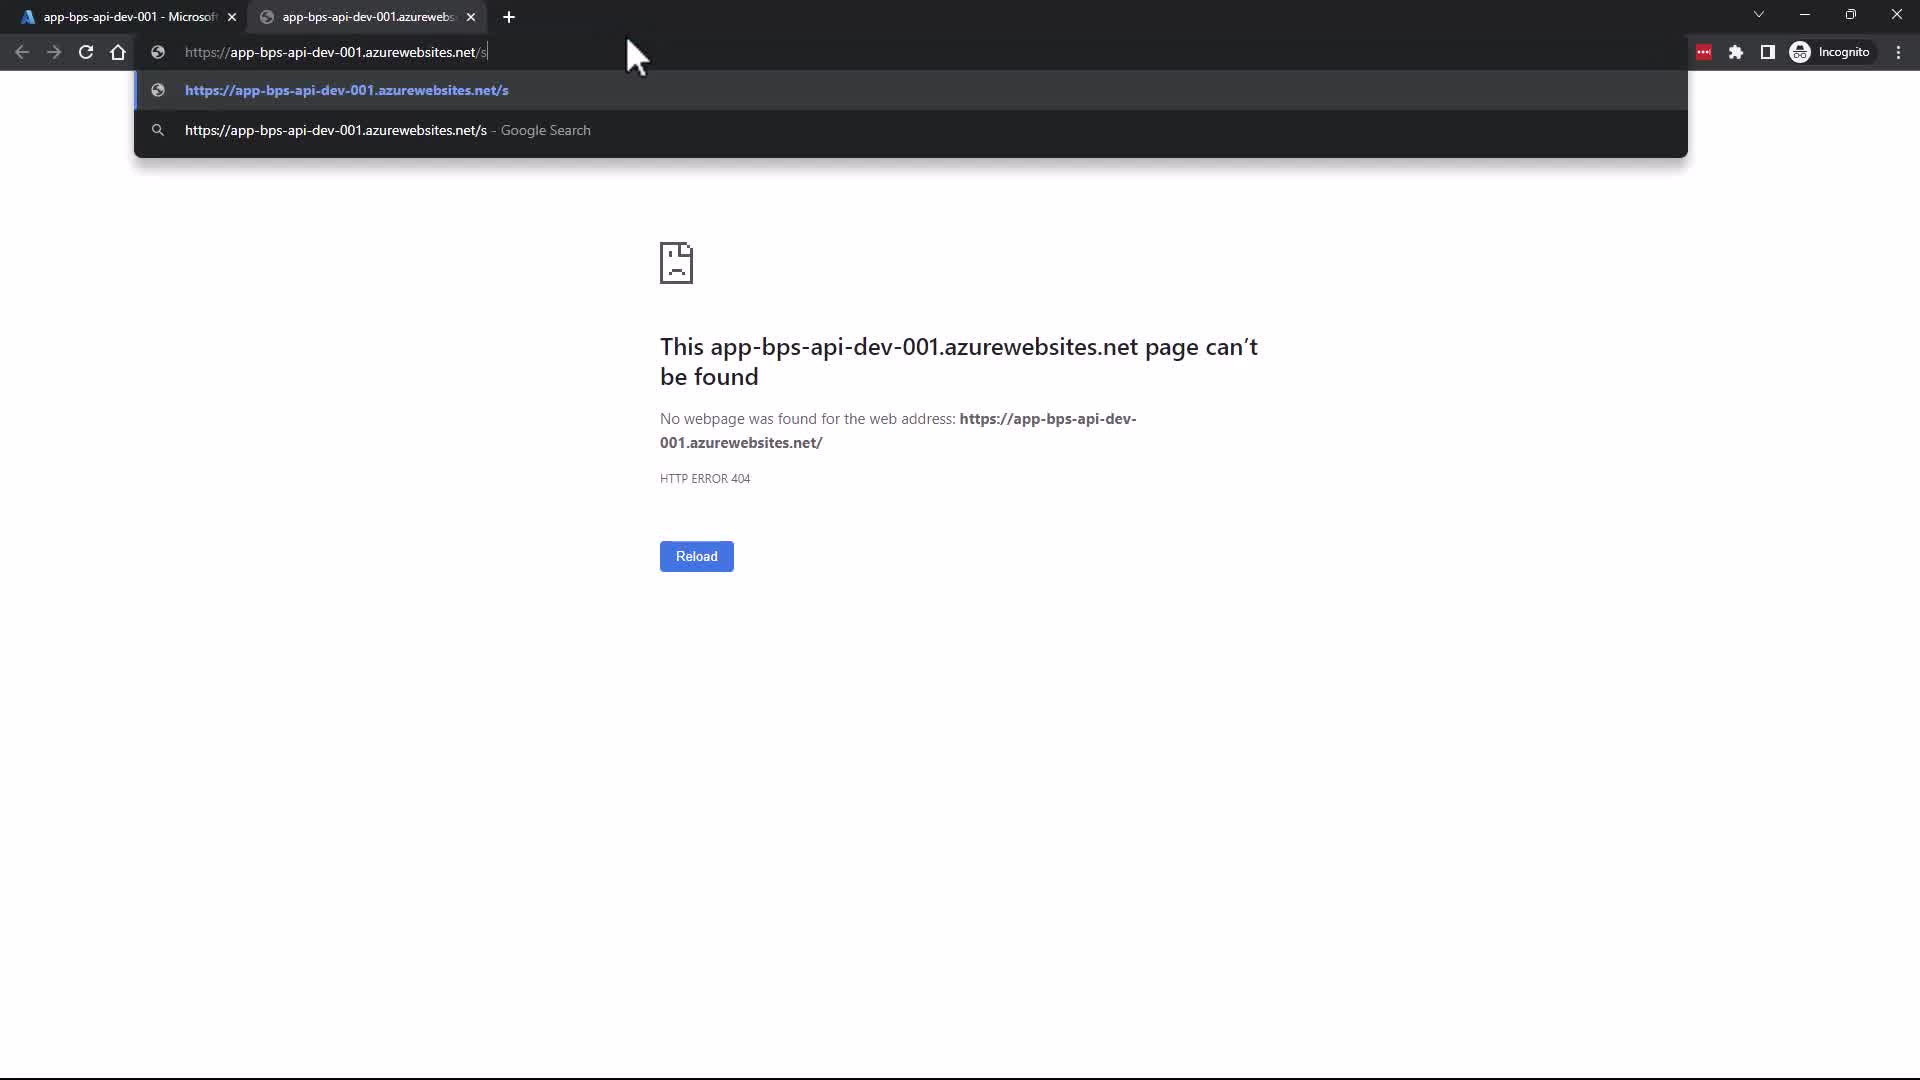 app-bps-api-dev-001 - Microsof
app-bps-api-dev-001.azurewebs
https://app-bps-api-dev-001.azurewebsites.net/s
Incognito
https://app-bps-api-dev-001.azurewebsites.net/s
https://app-bps-api-dev-001.azurewebsites.net/s - Google Search
This app-bps-api-dev-001.azurewebsites.net page can’t
be found
No webpage was found for the web address: https://app-bps-api-dev-
001.azurewebsites.net/
HTTP ERROR 404
Reload